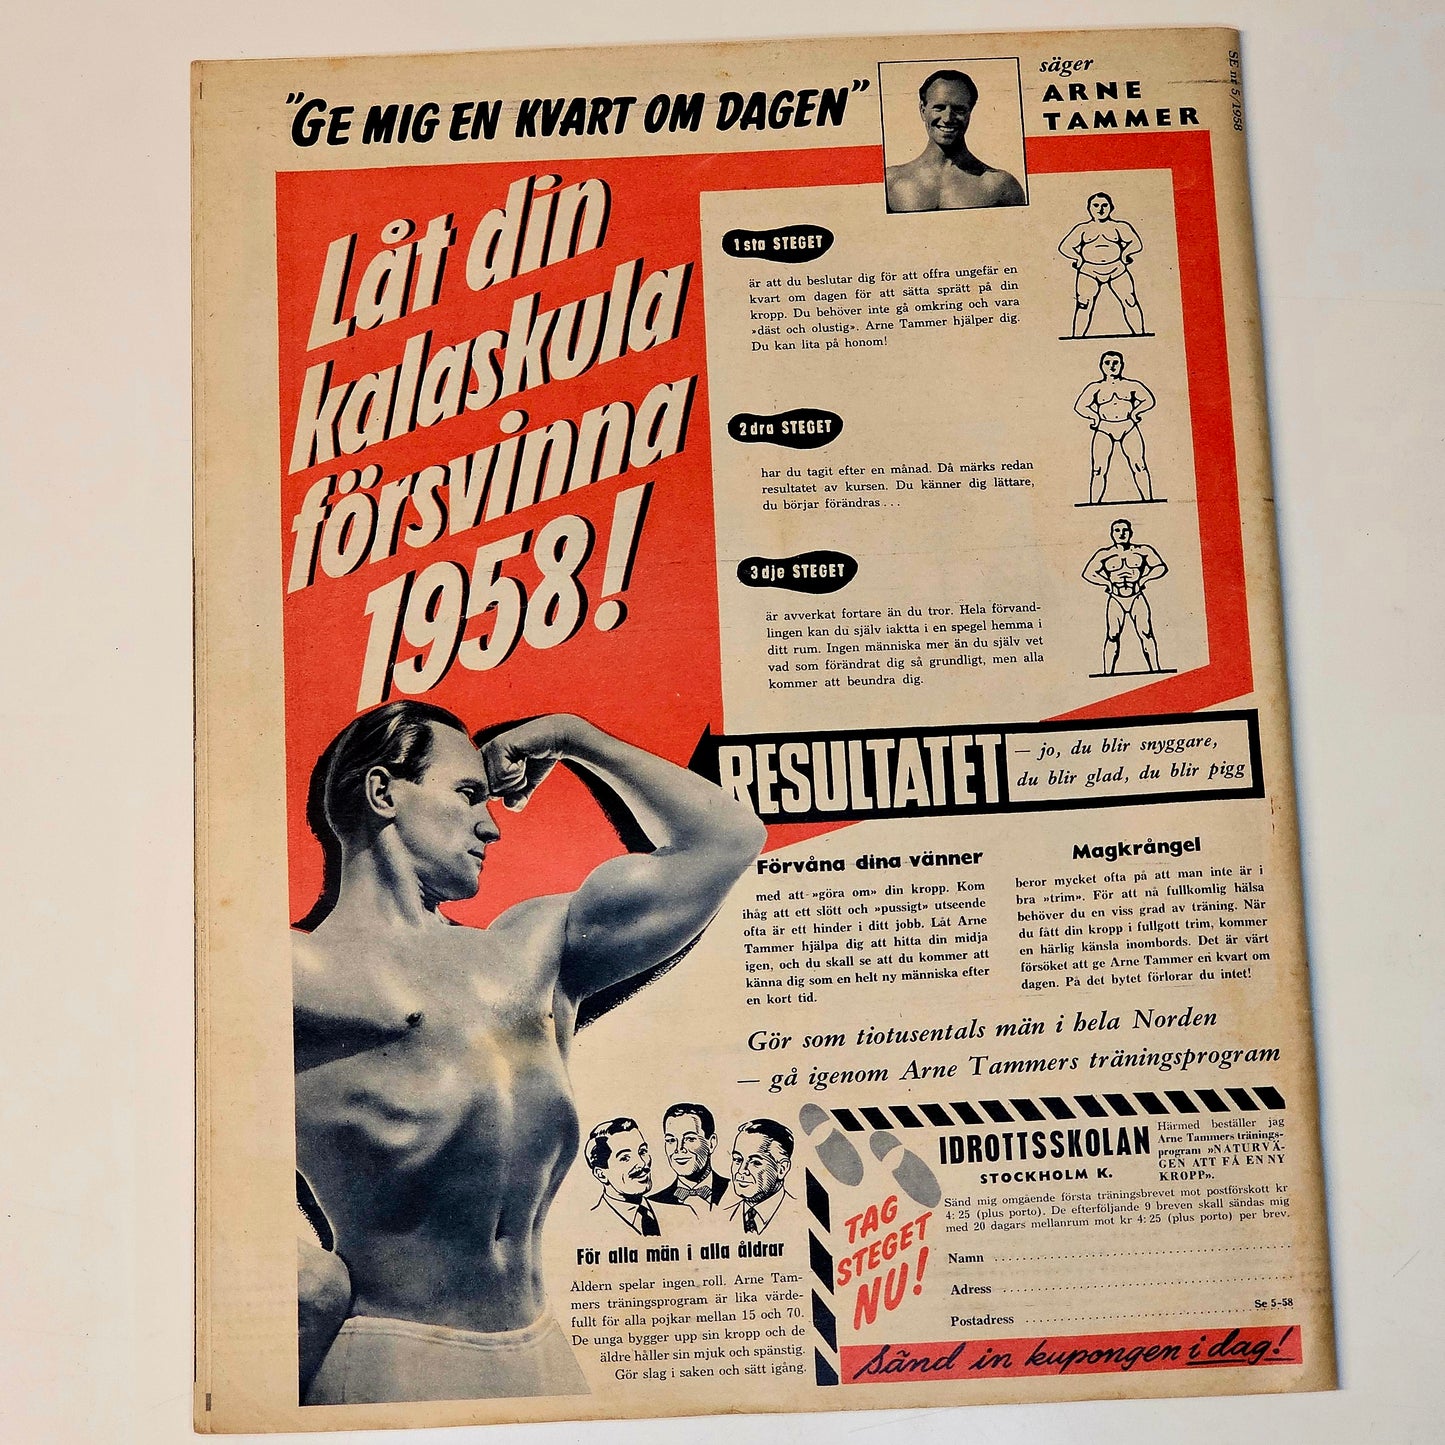 "GE MIG EN KVART OM DAGEN"
säger
ARNE
TAMMER
SE nr 5/1958
Låt din
kalaskula
försvinna
1958!
1sta STEGET
är att du beslutar dig för att offra ungefär en
kvart om dagen för att sätta sprätt på din
kropp. Du behöver inte gå omkring och vara
»däst och olustig». Arne Tammer hjälper dig.
Du kan lita på honom!
2dra STEGET
har du tagit efter en månad. Då märks redan
resultatet av kursen. Du känner dig lättare,
du börjar förändras...
3dje STEGET
är avverkat fortare än du tror. Hela förvand-
lingen kan du själv iaktta i en spegel hemma i
ditt rum. Ingen människa mer än du själv vet
vad som förändrat dig så grundligt, men alla
kommer att beundra dig.
RESULTATET
— jo, du blir snyggare,
du blir glad, du blir pigg
Förvåna dina vänner
med att »göra om» din kropp. Kom
ihåg att ett slött och »pussigt» utseende
ofta är ett hinder i ditt jobb. Låt Arne
Tammer hjälpa dig att hitta din midja
igen, och du skall se att du kommer att
känna dig som en helt ny människa efter
en kort tid.
Magkrångel
beror mycket ofta på att man inte är i
bra »trim». För att nå fullkomlig hälsa
behöver du en viss grad av träning. När
du fått din kropp i fullgott trim, kommer
en härlig känsla inombords. Det är värt
försöket att ge Arne Tammer en kvart om
dagen. På det bytet förlorar du intet!
Gör som tiotusentals män i hela Norden
— gå igenom Arne Tammers träningsprogram
För alla män i alla åldrar
Åldern spelar ingen roll. Arne Tam-
mers träningsprogram är lika värde-
fullt för alla pojkar mellan 15 och 70.
De unga bygger upp sin kropp och de
äldre håller sin mjuk och spänstig.
Gör slag i saken och sätt igång.
TAG
STEGET
NU!
IDROTTSSKOLAN
STOCKHOLM K.
Härmed beställer jag
Arne Tammers tränings-
program »NATURVÄ-
GEN ATT FÅ EN NY
KROPP».
Sänd mig omgående första träningsbrevet mot postförskott kr
4:25 (plus porto). De efterföljande 9 breven skall sändas mig
med 20 dagars mellanrum mot kr 4:25 (plus porto) per brev.
Namn
Adress
Postadress
Se 5-58
Sänd in kupongen i dag!